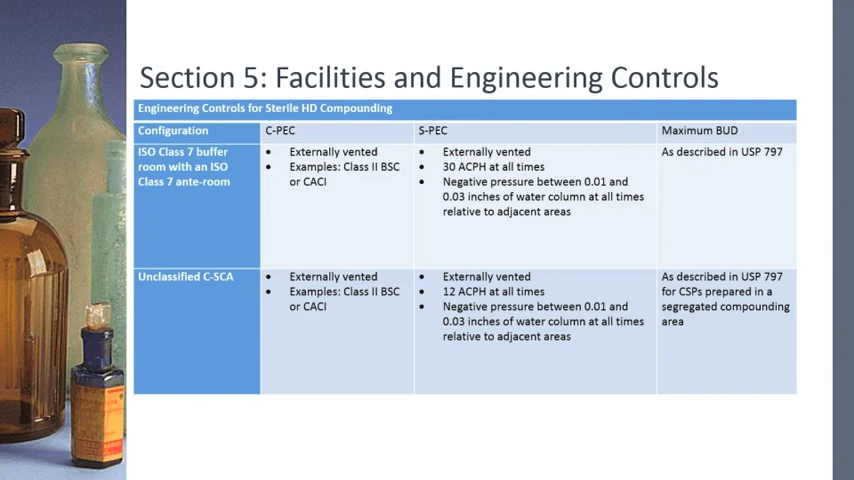 Section 5: Facilities and Engineering Controls
Engineering Controls for Sterile HD Compounding
Configuration
C-PEC
S-PEC
Maximum BUD
ISO Class 7 buffer
room with an ISO
Class 7 ante-room
• Externally vented
• Examples: Class II BSC
or CACI
• Externally vented
• 30 ACPH at all times
• Negative pressure between 0.01 and
0.03 inches of water column at all times
relative to adjacent areas
As described in USP 797
Unclassified C-SCA
• Externally vented
• Examples: Class II BSC
or CACI
• Externally vented
• 12 ACPH at all times
• Negative pressure between 0.01 and
0.03 inches of water column at all times
relative to adjacent areas
As described in USP 797
for CSPs prepared in a
segregated compounding
area